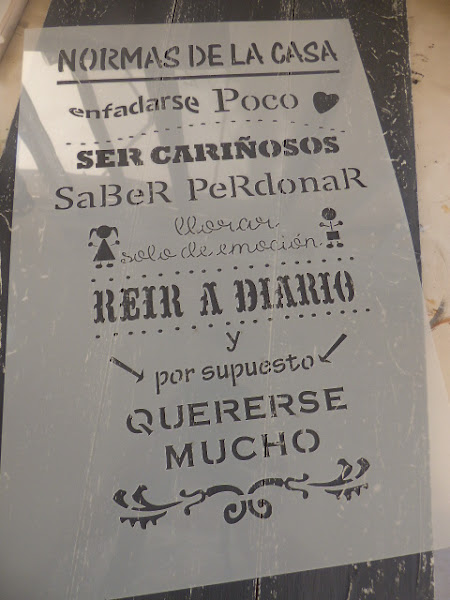 NORMAS DE LA CASA
enfadarse Poco
SER CARIÑOSOS
SaBeR PeRdonaR
llorar
solo de emoción
REIR A DIARIO
y
por supuesto
QUERERSE
MUCHO